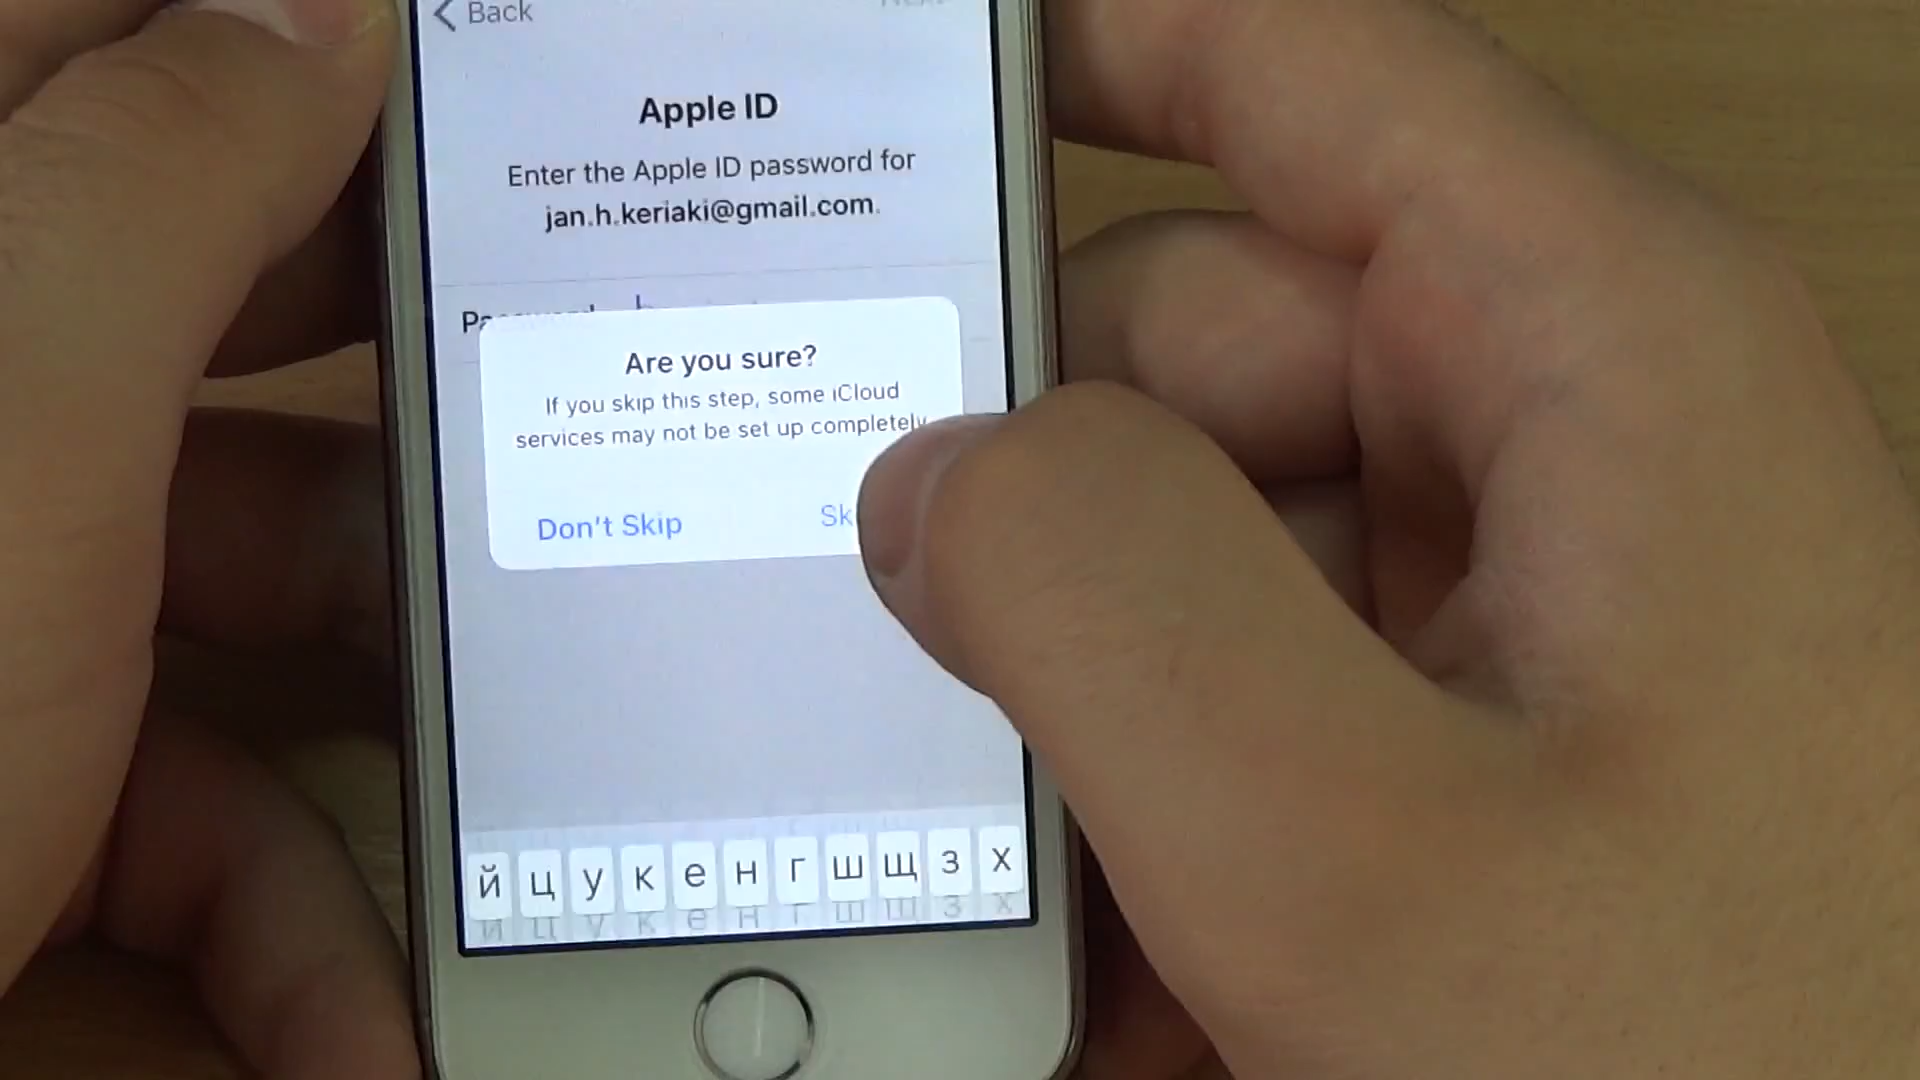 Back
Apple ID
Enter the Apple ID password for
jan.h.keriaki@gmail.com.
Are you sure?
If you skip this step, some iCloud
services may not be set up completely
Don't Skip
й ц у к е н г ш щ з х